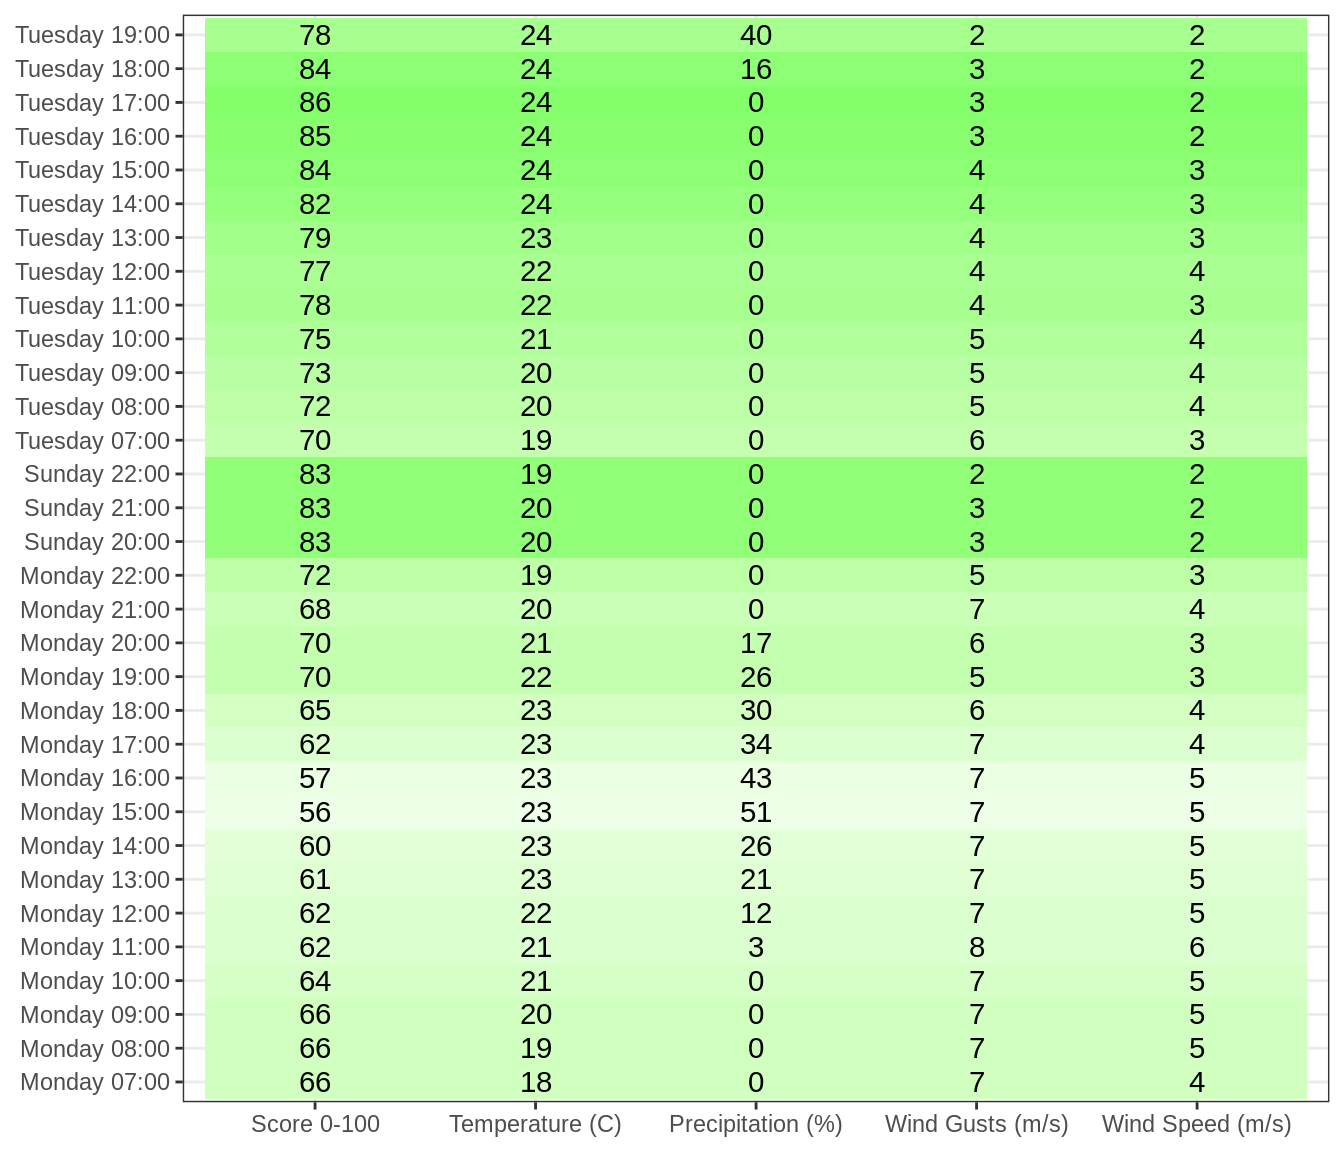 Tuesday 19:00 78 24 40 2 2
Tuesday 18:00 84 24 16 3 2
Tuesday 17:00 86 24 0 3 2
Tuesday 16:00 85 24 0 3 2
Tuesday 15:00 84 24 0 4 3
Tuesday 14:00 82 24 0 4 3
Tuesday 13:00 79 23 0 4 3
Tuesday 12:00 77 22 0 4 4
Tuesday 11:00 78 22 0 4 3
Tuesday 10:00 75 21 0 5 4
Tuesday 09:00 73 20 0 5 4
Tuesday 08:00 72 20 0 5 4
Tuesday 07:00 70 19 0 6 3
Sunday 22:00 83 19 0 2 2
Sunday 21:00 83 20 0 3 2
Sunday 20:00 83 20 0 3 2
Monday 22:00 72 19 0 5 3
Monday 21:00 68 20 0 7 4
Monday 20:00 70 21 17 6 3
Monday 19:00 70 22 26 5 3
Monday 18:00 65 23 30 6 4
Monday 17:00 62 23 34 7 4
Monday 16:00 57 23 43 7 5
Monday 15:00 56 23 51 7 5
Monday 14:00 60 23 26 7 5
Monday 13:00 61 23 21 7 5
Monday 12:00 62 22 12 7 5
Monday 11:00 62 21 3 8 6
Monday 10:00 64 21 0 7 5
Monday 09:00 66 20 0 7 5
Monday 08:00 66 19 0 7 5
Monday 07:00 66 18 0 7 4
Score 0-100 Temperature (C) Precipitation (%) Wind Gusts (m/s) Wind Speed (m/s)